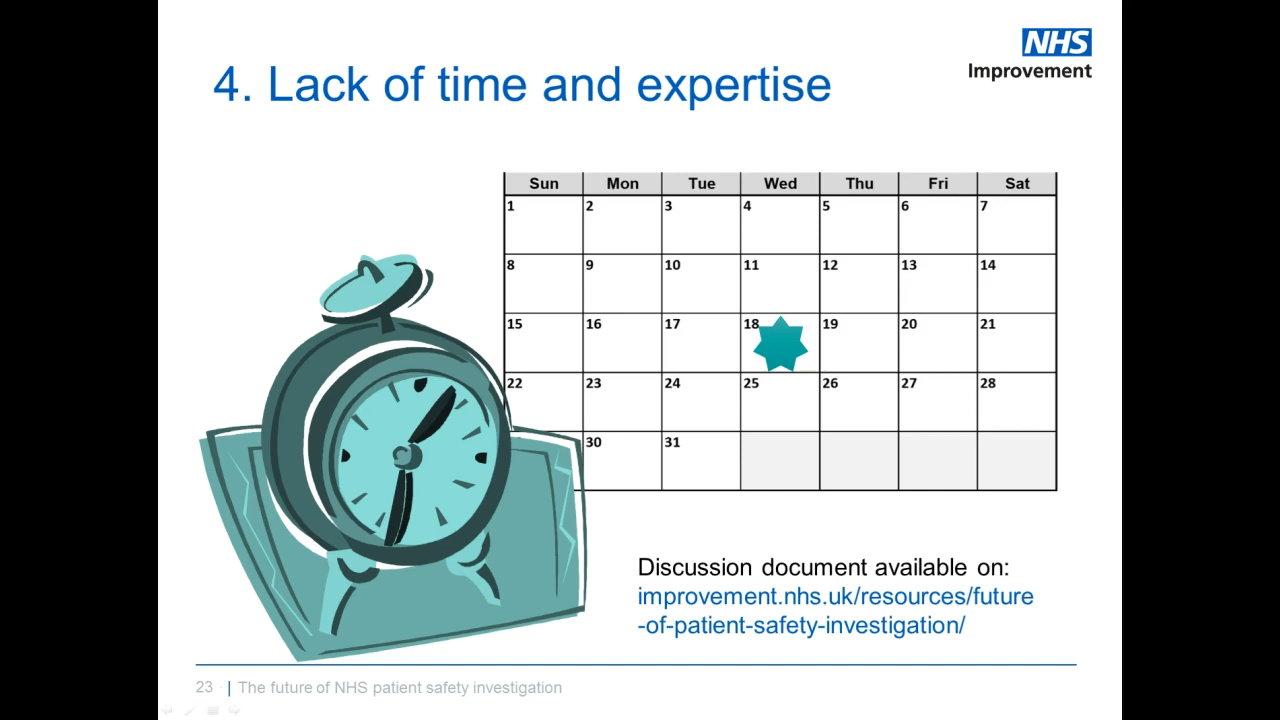 NHS
Improvement
4. Lack of time and expertise
Sun Mon Tue Wed Thu Fri Sat
1 2 3 4 5 6 7
8 9 10 11 12 13 14
15 16 17 18 19 20 21
22 23 24 25 26 27 28
30 31
Discussion document available on:
improvement.nhs.uk/resources/future
-of-patient-safety-investigation/
23 | The future of NHS patient safety investigation